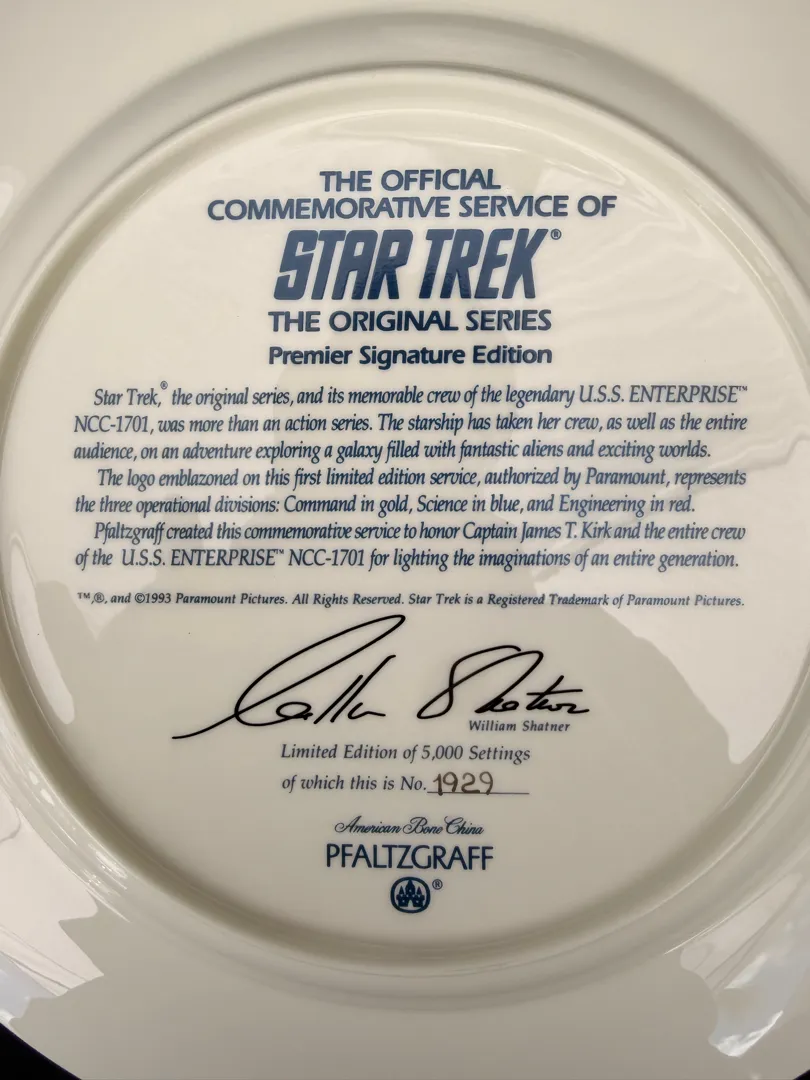 THE OFFICIAL
COMMEMORATIVE SERVICE OF
STAR TREK®
THE ORIGINAL SERIES
Premier Signature Edition
Star Trek,® the original series, and its memorable crew of the legendary U.S.S. ENTERPRISE™
NCC-1701, was more than an action series. The starship has taken her crew, as well as the entire
audience, on an adventure exploring a galaxy filled with fantastic aliens and exciting worlds.
The logo emblazoned on this first limited edition service, authorized by Paramount, represents
the three operational divisions: Command in gold, Science in blue, and Engineering in red.
Pfaltzgraff created this commemorative service to honor Captain James T. Kirk and the entire crew
of the U.S.S. ENTERPRISE™ NCC-1701 for lighting the imaginations of an entire generation.
™,®, and ©1993 Paramount Pictures. All Rights Reserved. Star Trek is a Registered Trademark of Paramount Pictures.
William Shatner
William Shatner
Limited Edition of 5,000 Settings
of which this is No. 1929
American Bone China
PFALTZGRAFF
®